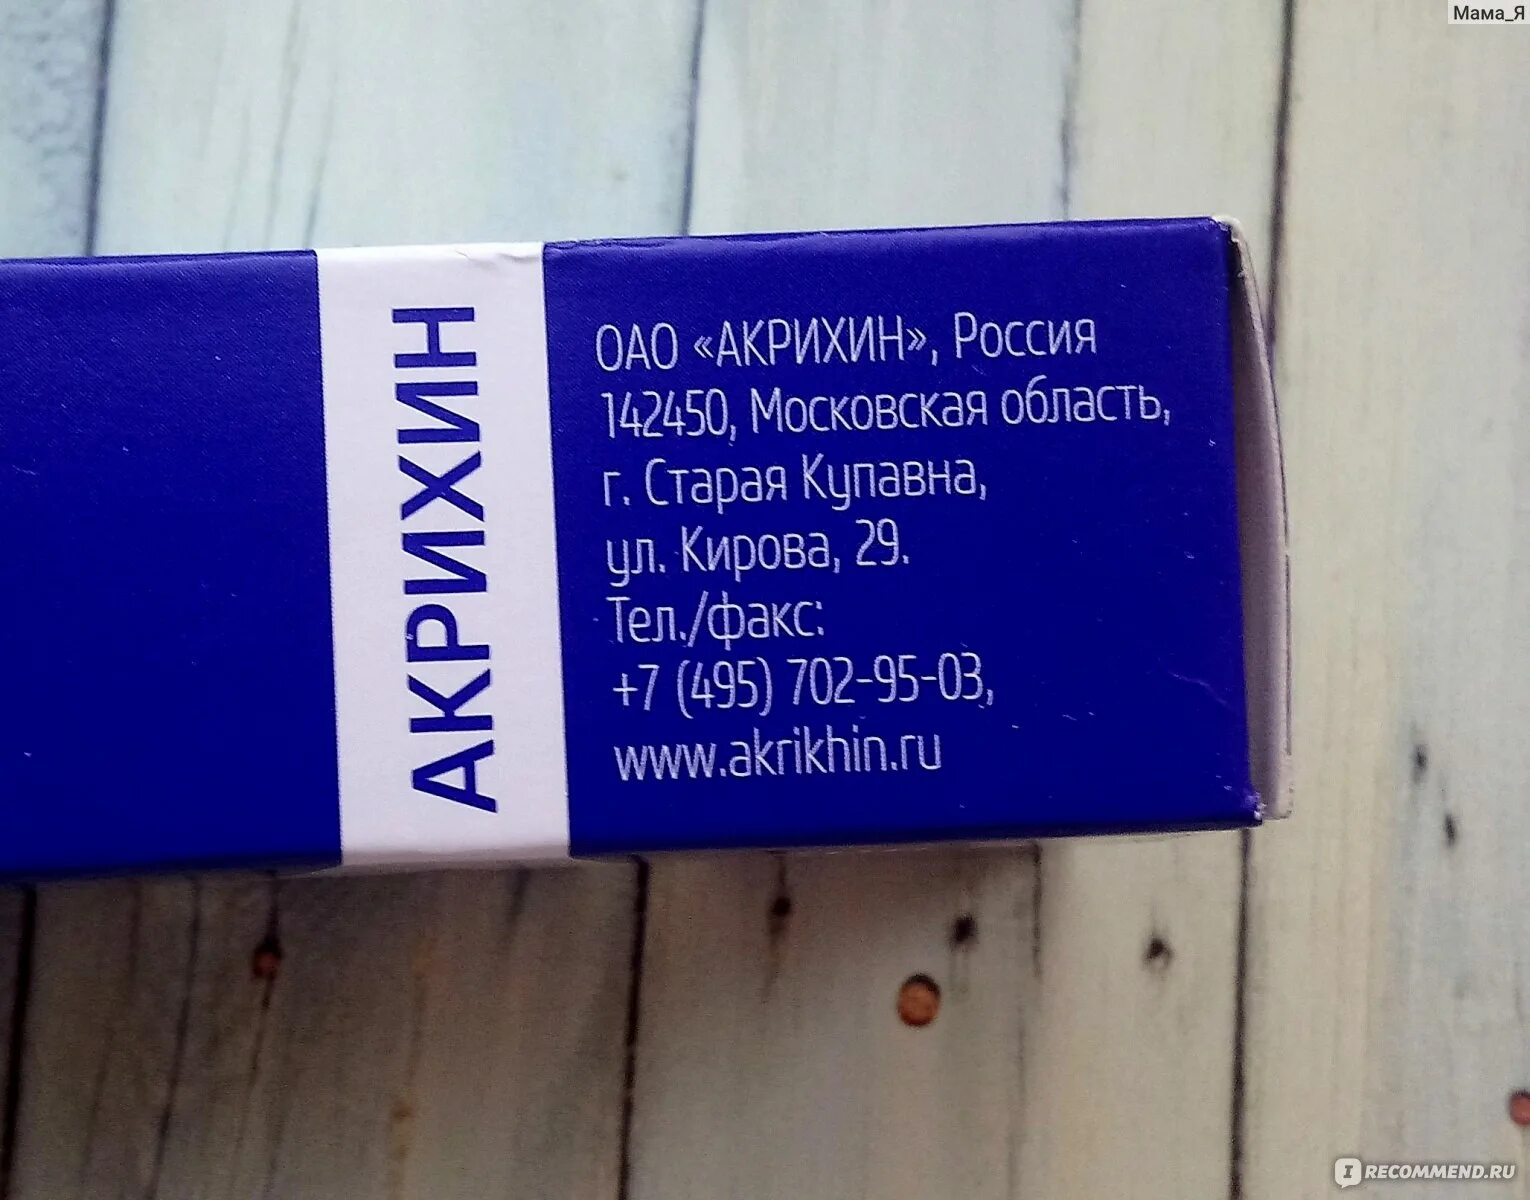 Мама_Я
АКРИХИН
ОАО «АКРИХИН», Россия
142450, Московская область,
г. Старая Купавна,
ул. Кирова, 29.
Тел./факс:
+7 (495) 702-95-03,
www.akrikhin.ru
I RECOMMEND.RU